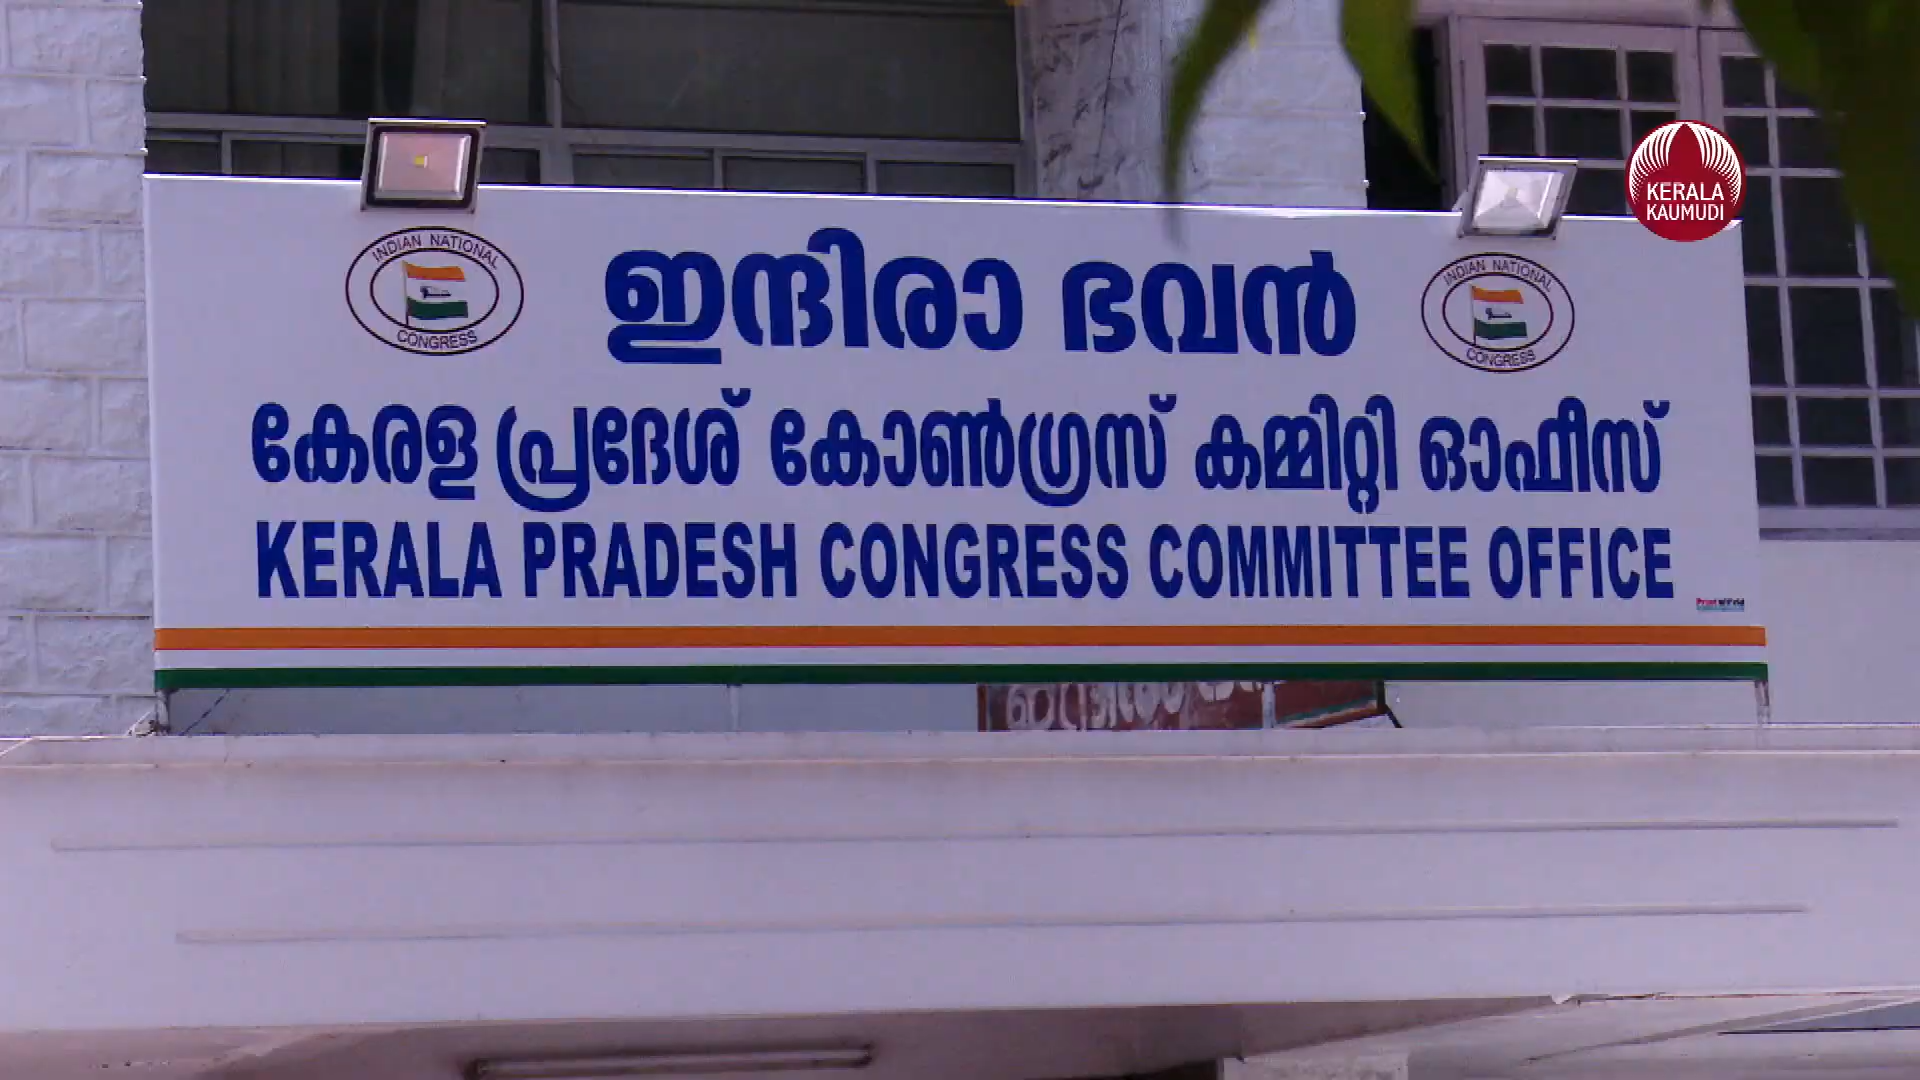 KERALA
KAUMUDI
INDIAN NATIONAL
CONGRESS
ഇന്ദിരാ ഭവൻ
INDIAN NATIONAL
CONGRESS
കേരള പ്രദേശ് കോൺഗ്രസ് കമ്മിറ്റി ഓഫീസ്
KERALA PRADESH CONGRESS COMMITTEE OFFICE